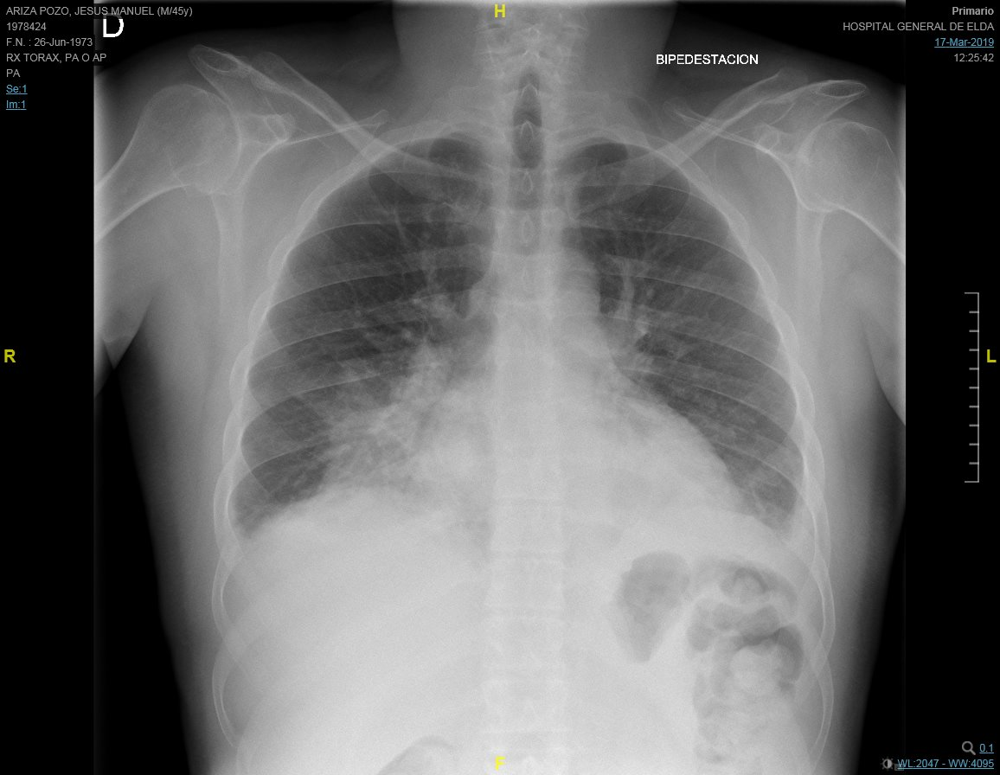 ARIZA POZO, JESUS MANUEL (M/45y)
1978424
F.N. : 26-Jun-1973
RX TORAX, PA O AP
PA
Se:1
Im:1
D
H
BIPEDESTACION
Primario
HOSPITAL GENERAL DE ELDA
17-Mar-2019
12:25:42
R
L
F
0.1
WL:2047 - WW:4095